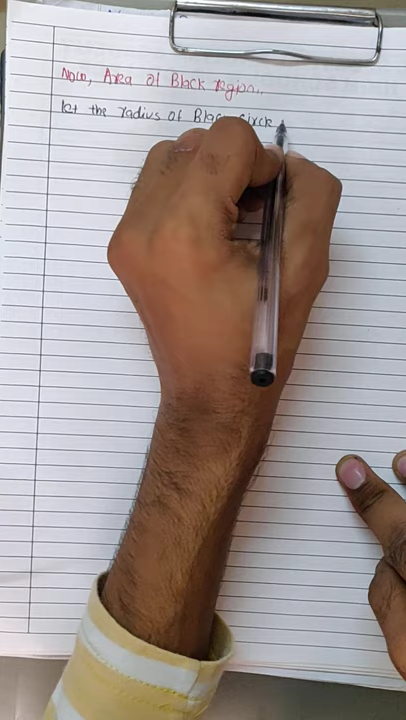 Now, Area of Black region..
let the radius of Black circle